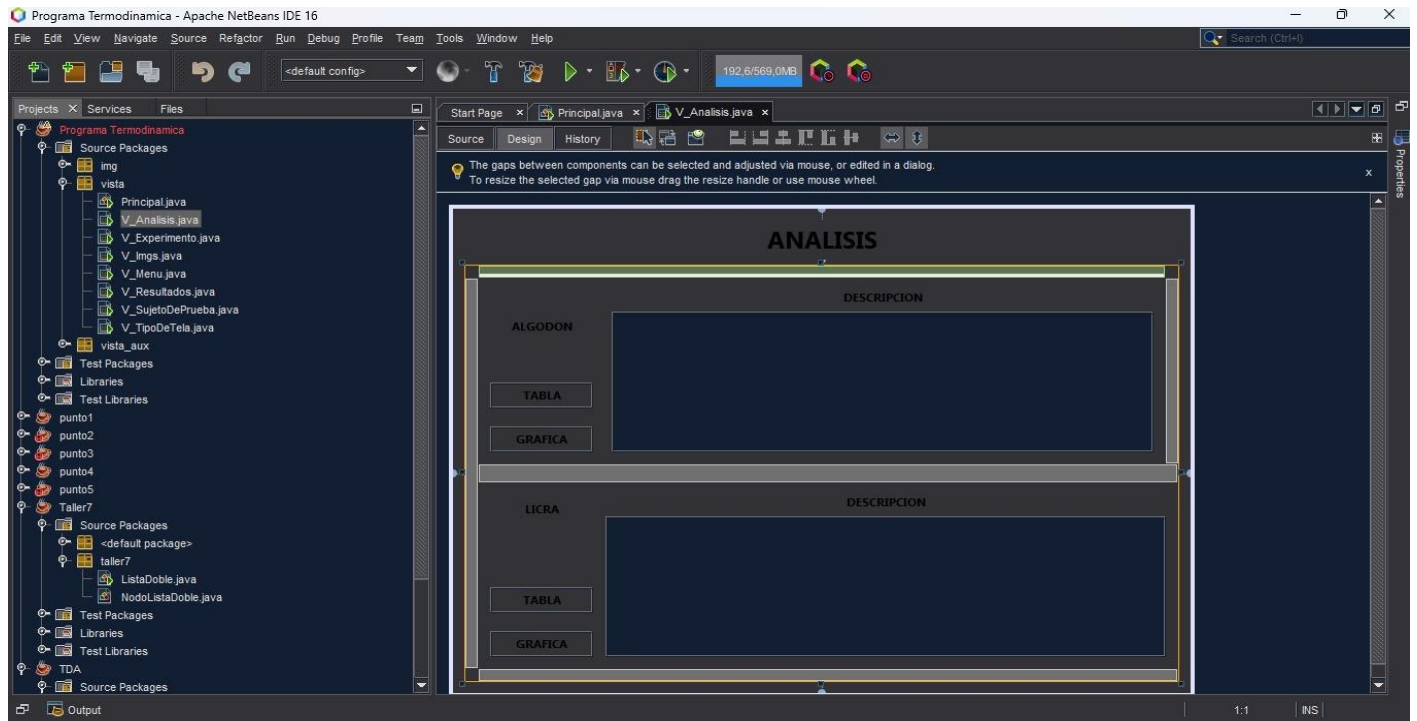 Programa Termodinamica - Apache NetBeans IDE 16
File Edit View Navigate Source Refactor Run Debug Profile Team Tools Window Help
Search (Ctrl+I)
<default config>
192,6/569,0MB
Projects Services Files
Programa Termodinamica
Source Packages
img
vista
Principal.java
V_Analisis.java
V_Experimento.java
V_Imgs.java
V_Menu.java
V_Resultados.java
V_SujetoDePrueba.java
V_TipoDeTela.java
vista_aux
Test Packages
Libraries
Test Libraries
punto1
punto2
punto3
punto4
punto5
Taller7
Source Packages
<default package>
taller7
ListaDoble.java
NodoListaDoble.java
Test Packages
Libraries
Test Libraries
TDA
Source Packages
Start Page Principal.java V_Analisis.java
Source Design History
The gaps between components can be selected and adjusted via mouse, or edited in a dialog.
To resize the selected gap via mouse drag the resize handle or use mouse wheel.
ANALISIS
DESCRIPCION
ALGODON
TABLA
GRAFICA
DESCRIPCION
LICRA
TABLA
GRAFICA
Properties
Output
1:1 INS